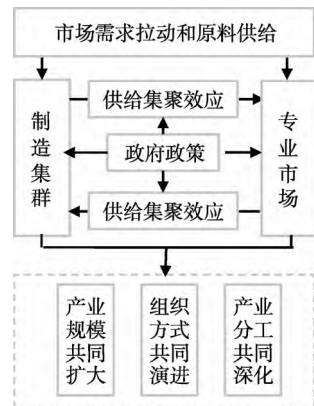 市场需求拉动和原料供给
供给集聚效应
制造集群
政府政策
专业市场
供给集聚效应
产业规模共同扩大
组织方式共同演进
产业分工共同深化